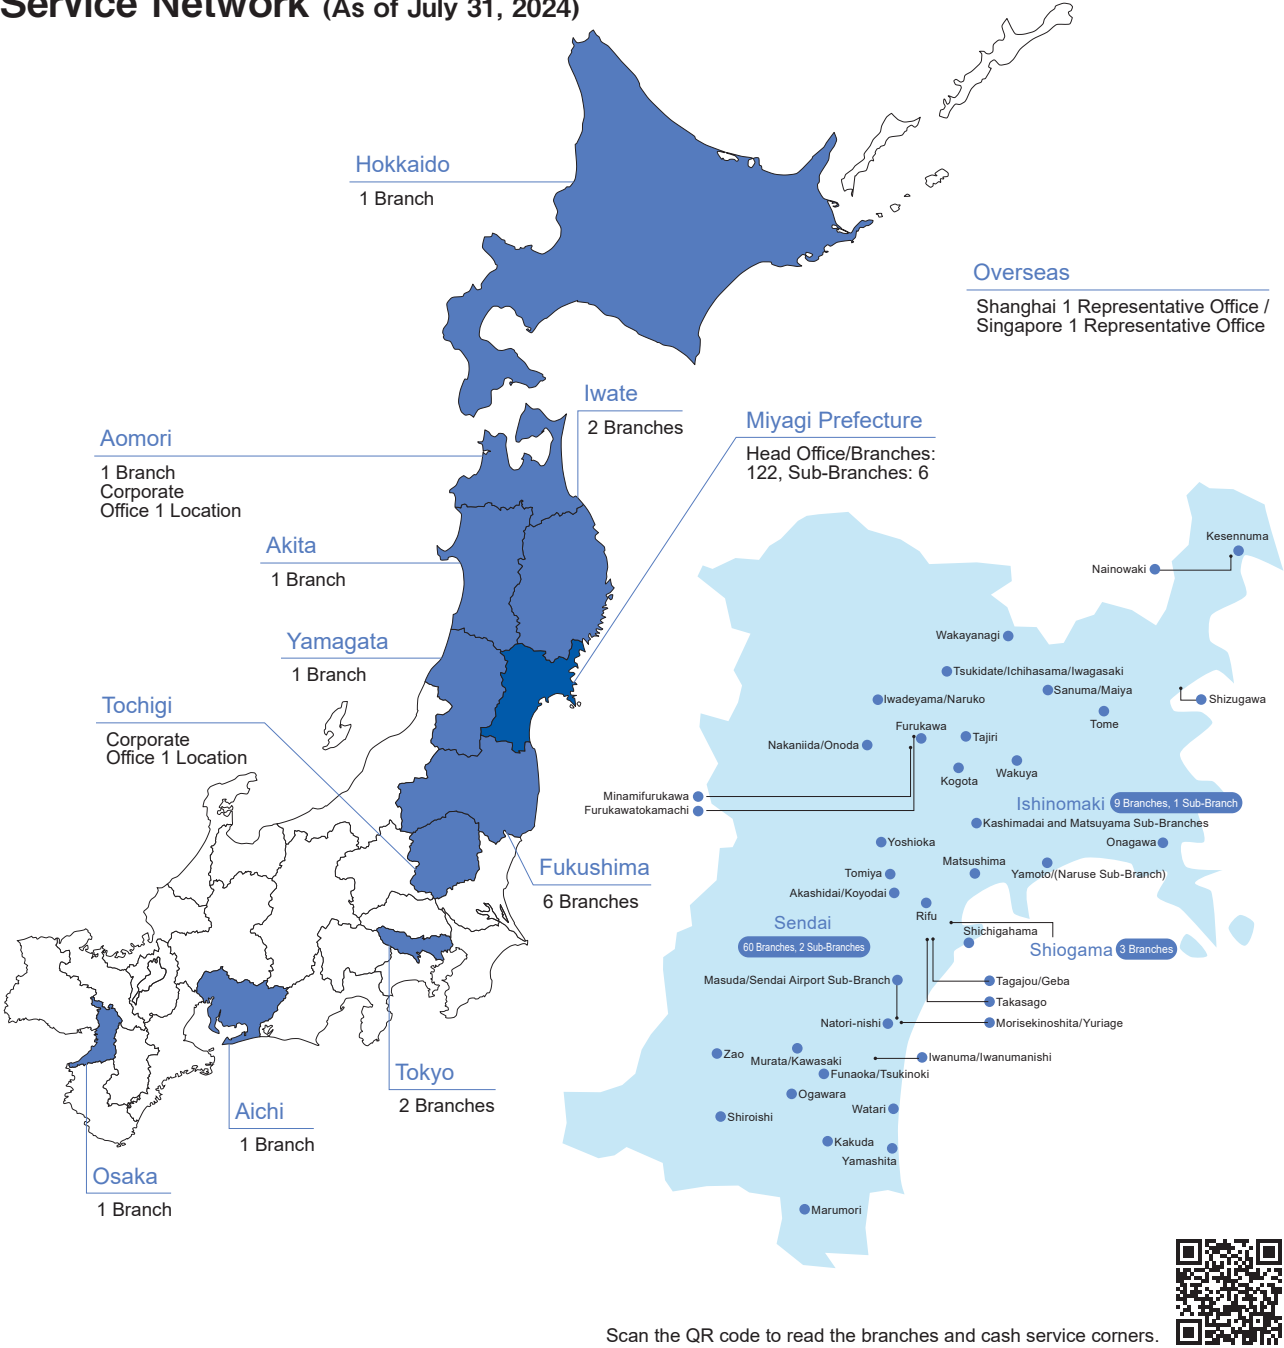 Service Network (As of July 31, 2024)
Hokkaido
1 Branch
Overseas
Shanghai 1 Representative Office /
Singapore 1 Representative Office
Iwate
2 Branches
Miyagi Prefecture
Head Office/Branches:
122, Sub-Branches: 6
Aomori
1 Branch
Corporate
Office 1 Location
Akita
1 Branch
Yamagata
1 Branch
Tochigi
Corporate
Office 1 Location
Fukushima
6 Branches
Tokyo
2 Branches
Aichi
1 Branch
Osaka
1 Branch
Kesennuma
Nainowaki
Wakayanagi
Tsukidate/Ichihasama/Iwagasaki
Sanuma/Maiya
Iwadeyama/Naruko
Shizugawa
Tome
Furukawa
Tajiri
Nakaniida/Onoda
Wakuya
Kogota
Minamifurukawa
Furukawatokamachi
Ishinomaki 9 Branches, 1 Sub-Branch
Kashimadai and Matsuyama Sub-Branches
Yoshioka
Onagawa
Matsushima
Tomiya
Yamoto/(Naruse Sub-Branch)
Akashidai/Koyodai
Rifu
Sendai
60 Branches, 2 Sub-Branches
Shichigahama
Shiogama 3 Branches
Masuda/Sendai Airport Sub-Branch
Tagajou/Geba
Takasago
Natori-nishi
Morisekinoshita/Yuriage
Zao
Murata/Kawasaki
Iwanuma/Iwanumanishi
Funaoka/Tsukinoki
Ogawara
Watari
Shiroishi
Kakuda
Yamashita
Marumori
Scan the QR code to read the branches and cash service corners.